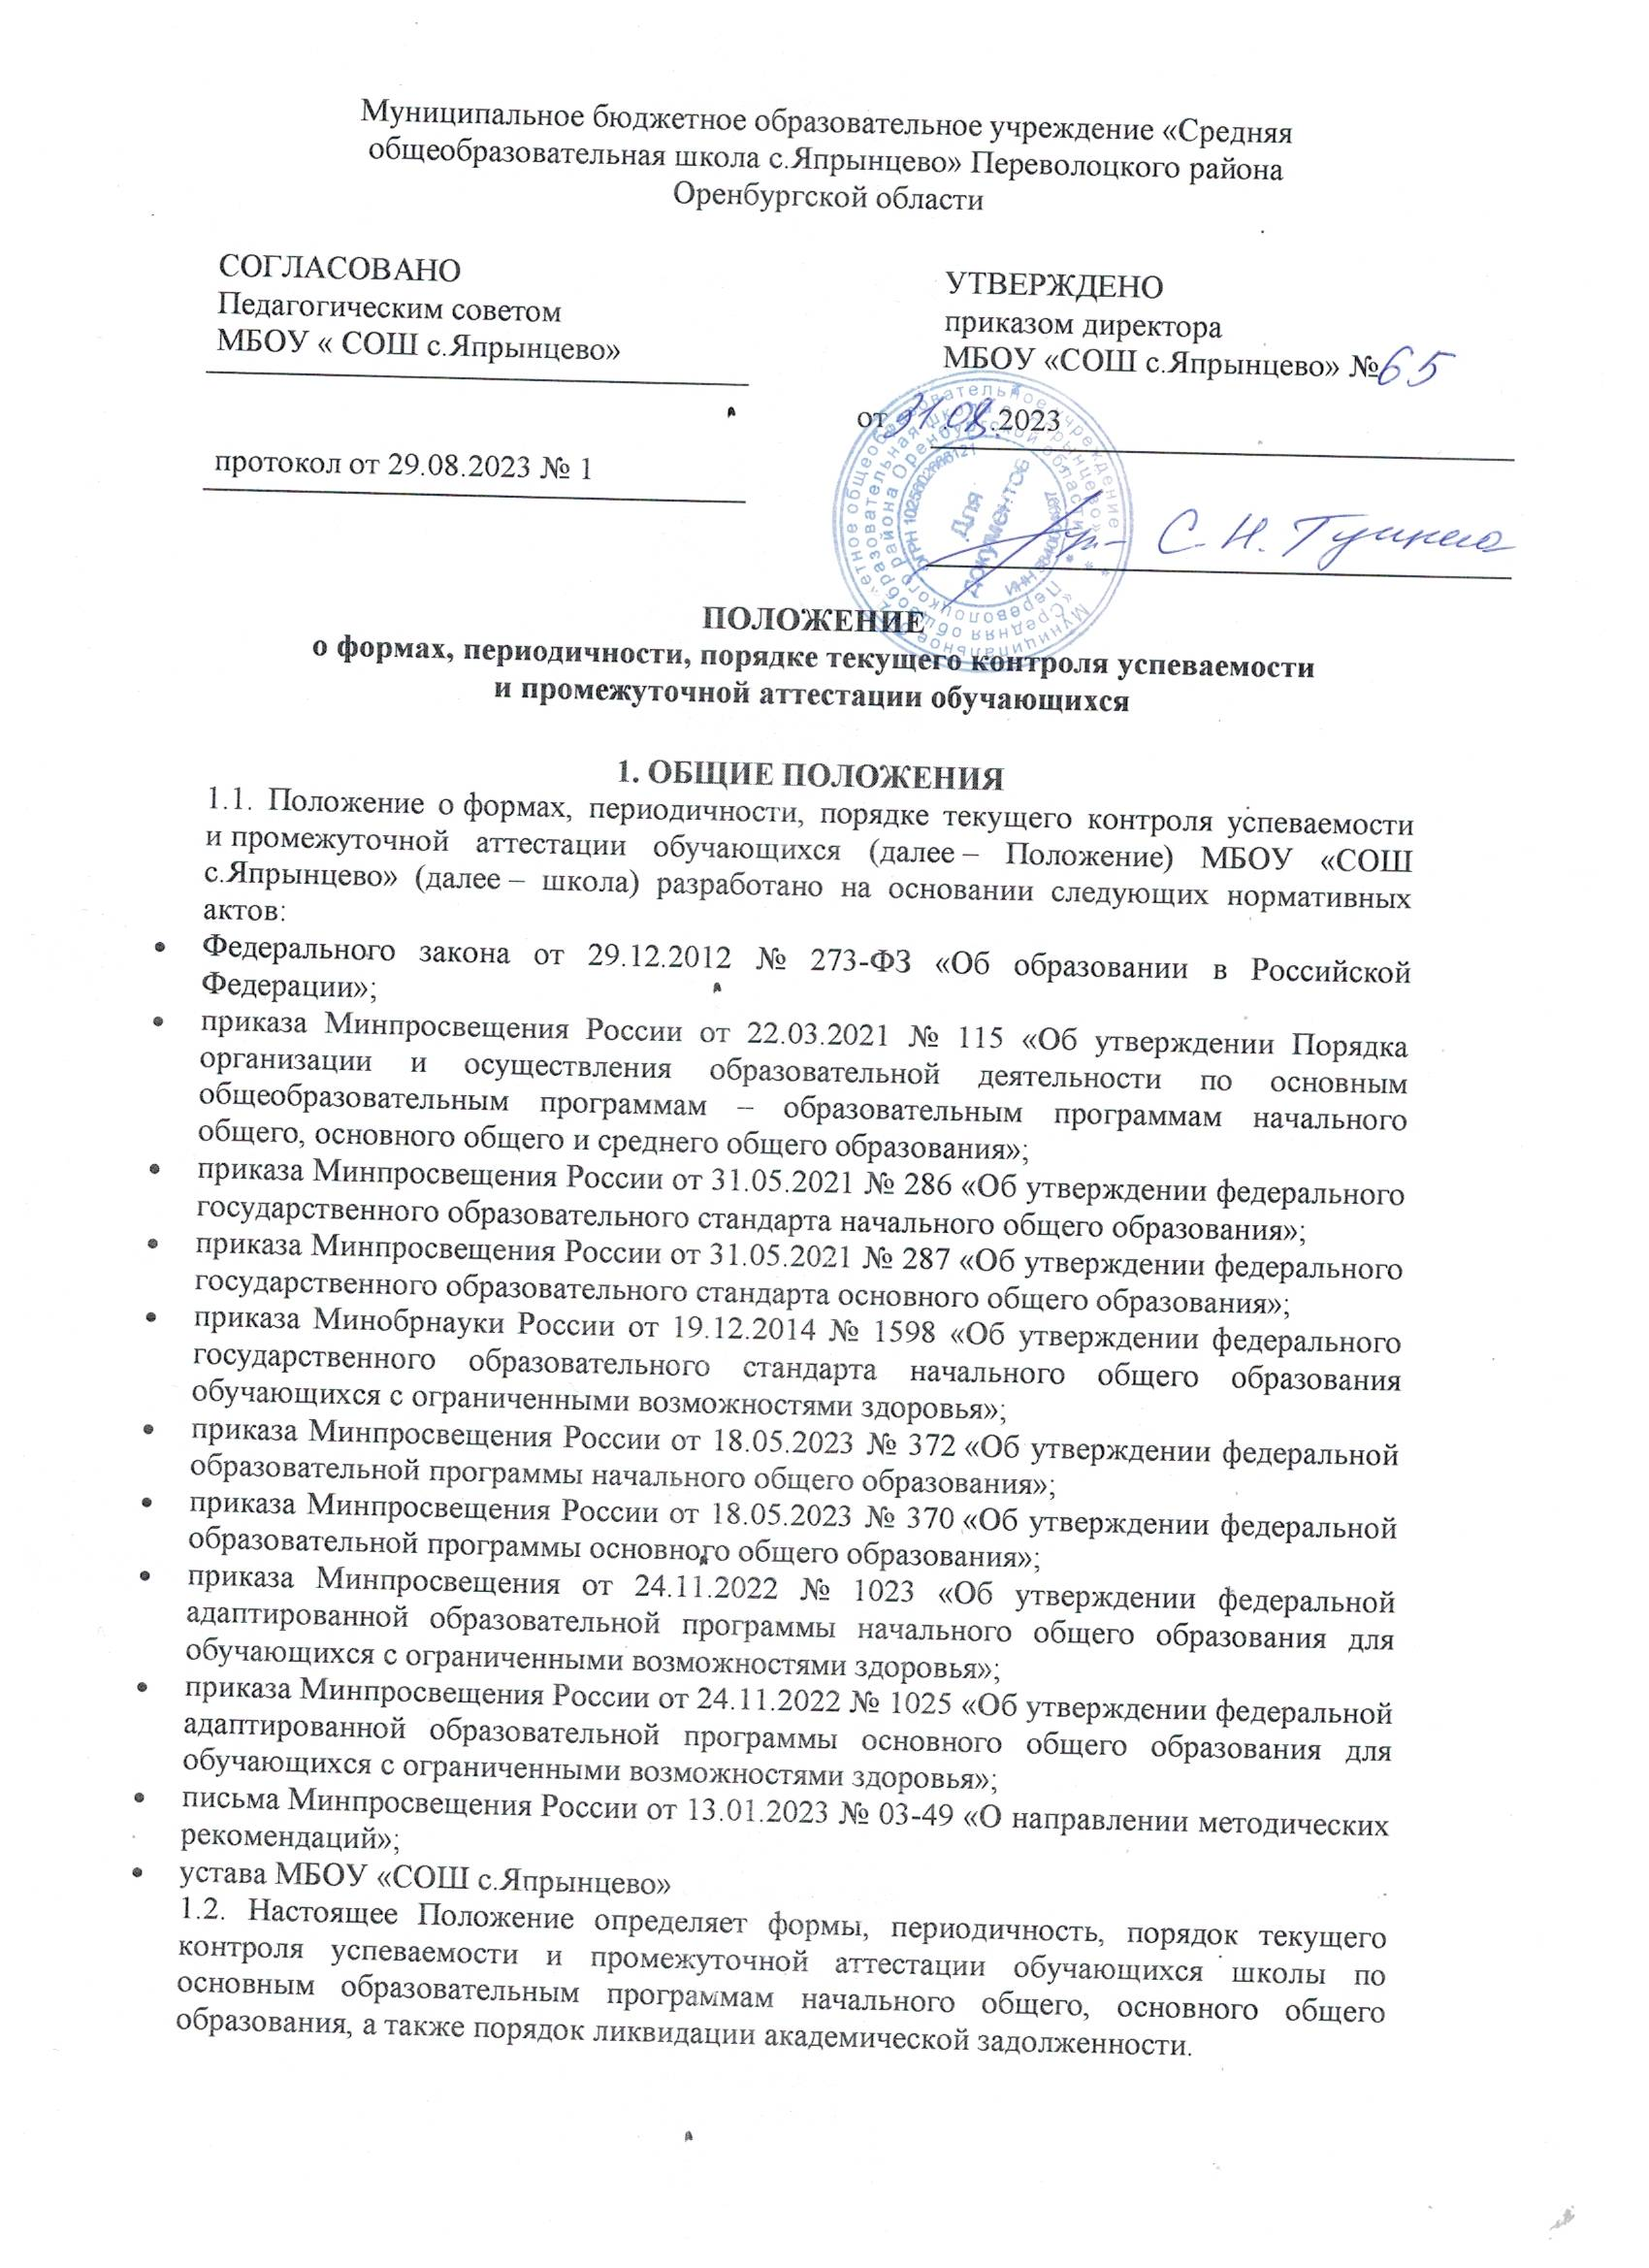 Муниципальное бюджетное образовательное учреждение «Средняя
общеобразовательная школа с.Япрынцево» Переволоцкого района
Оренбургской области
СОГЛАСОВАНО
Педагогическим советом
МБОУ « СОШ с.Япрынцево»
протокол от 29.08.2023 № 1
УТВЕРЖДЕНО
приказом директора
МБОУ «СОШ с.Япрынцево» №65
от 31.08.2023
С.Н.
Для
документов
ПОЛОЖЕНИЕ
о формах, периодичности, порядке текущего контроля успеваемости
и промежуточной аттестации обучающихся
1. ОБЩИЕ ПОЛОЖЕНИЯ
1.1. Положение о формах, периодичности, порядке текущего контроля успеваемости
и промежуточной аттестации обучающихся (далее – Положение) МБОУ «СОШ
с.Япрынцево» (далее – школа) разработано на основании следующих нормативных
актов:
• Федерального закона от 29.12.2012 № 273-ФЗ «Об образовании в Российской
Федерации»;
• приказа Минпросвещения России от 22.03.2021 № 115 «Об утверждении Порядка
организации и осуществления образовательной деятельности по основным
общеобразовательным программам – образовательным программам начального
общего, основного общего и среднего общего образования»;
• приказа Минпросвещения России от 31.05.2021 № 286 «Об утверждении федерального
государственного образовательного стандарта начального общего образования»;
• приказа Минпросвещения России от 31.05.2021 № 287 «Об утверждении федерального
государственного образовательного стандарта основного общего образования»;
• приказа Минобрнауки России от 19.12.2014 № 1598 «Об утверждении федерального
государственного образовательного стандарта начального общего образования
обучающихся с ограниченными возможностями здоровья»;
• приказа Минпросвещения России от 18.05.2023 № 372 «Об утверждении федеральной
образовательной программы начального общего образования»;
• приказа Минпросвещения России от 18.05.2023 № 370 «Об утверждении федеральной
образовательной программы основного общего образования»;
• приказа Минпросвещения от 24.11.2022 № 1023 «Об утверждении федеральной
адаптированной образовательной программы начального общего образования для
обучающихся с ограниченными возможностями здоровья»;
• приказа Минпросвещения России от 24.11.2022 № 1025 «Об утверждении федеральной
адаптированной образовательной программы основного общего образования для
обучающихся с ограниченными возможностями здоровья»;
• письма Минпросвещения России от 13.01.2023 № 03-49 «О направлении методических
рекомендаций»;
• устава МБОУ «СОШ с.Япрынцево»
1.2. Настоящее Положение определяет формы, периодичность, порядок текущего
контроля успеваемости и промежуточной аттестации обучающихся школы по
основным образовательным программам начального общего, основного общего
образования, а также порядок ликвидации академической задолженности.